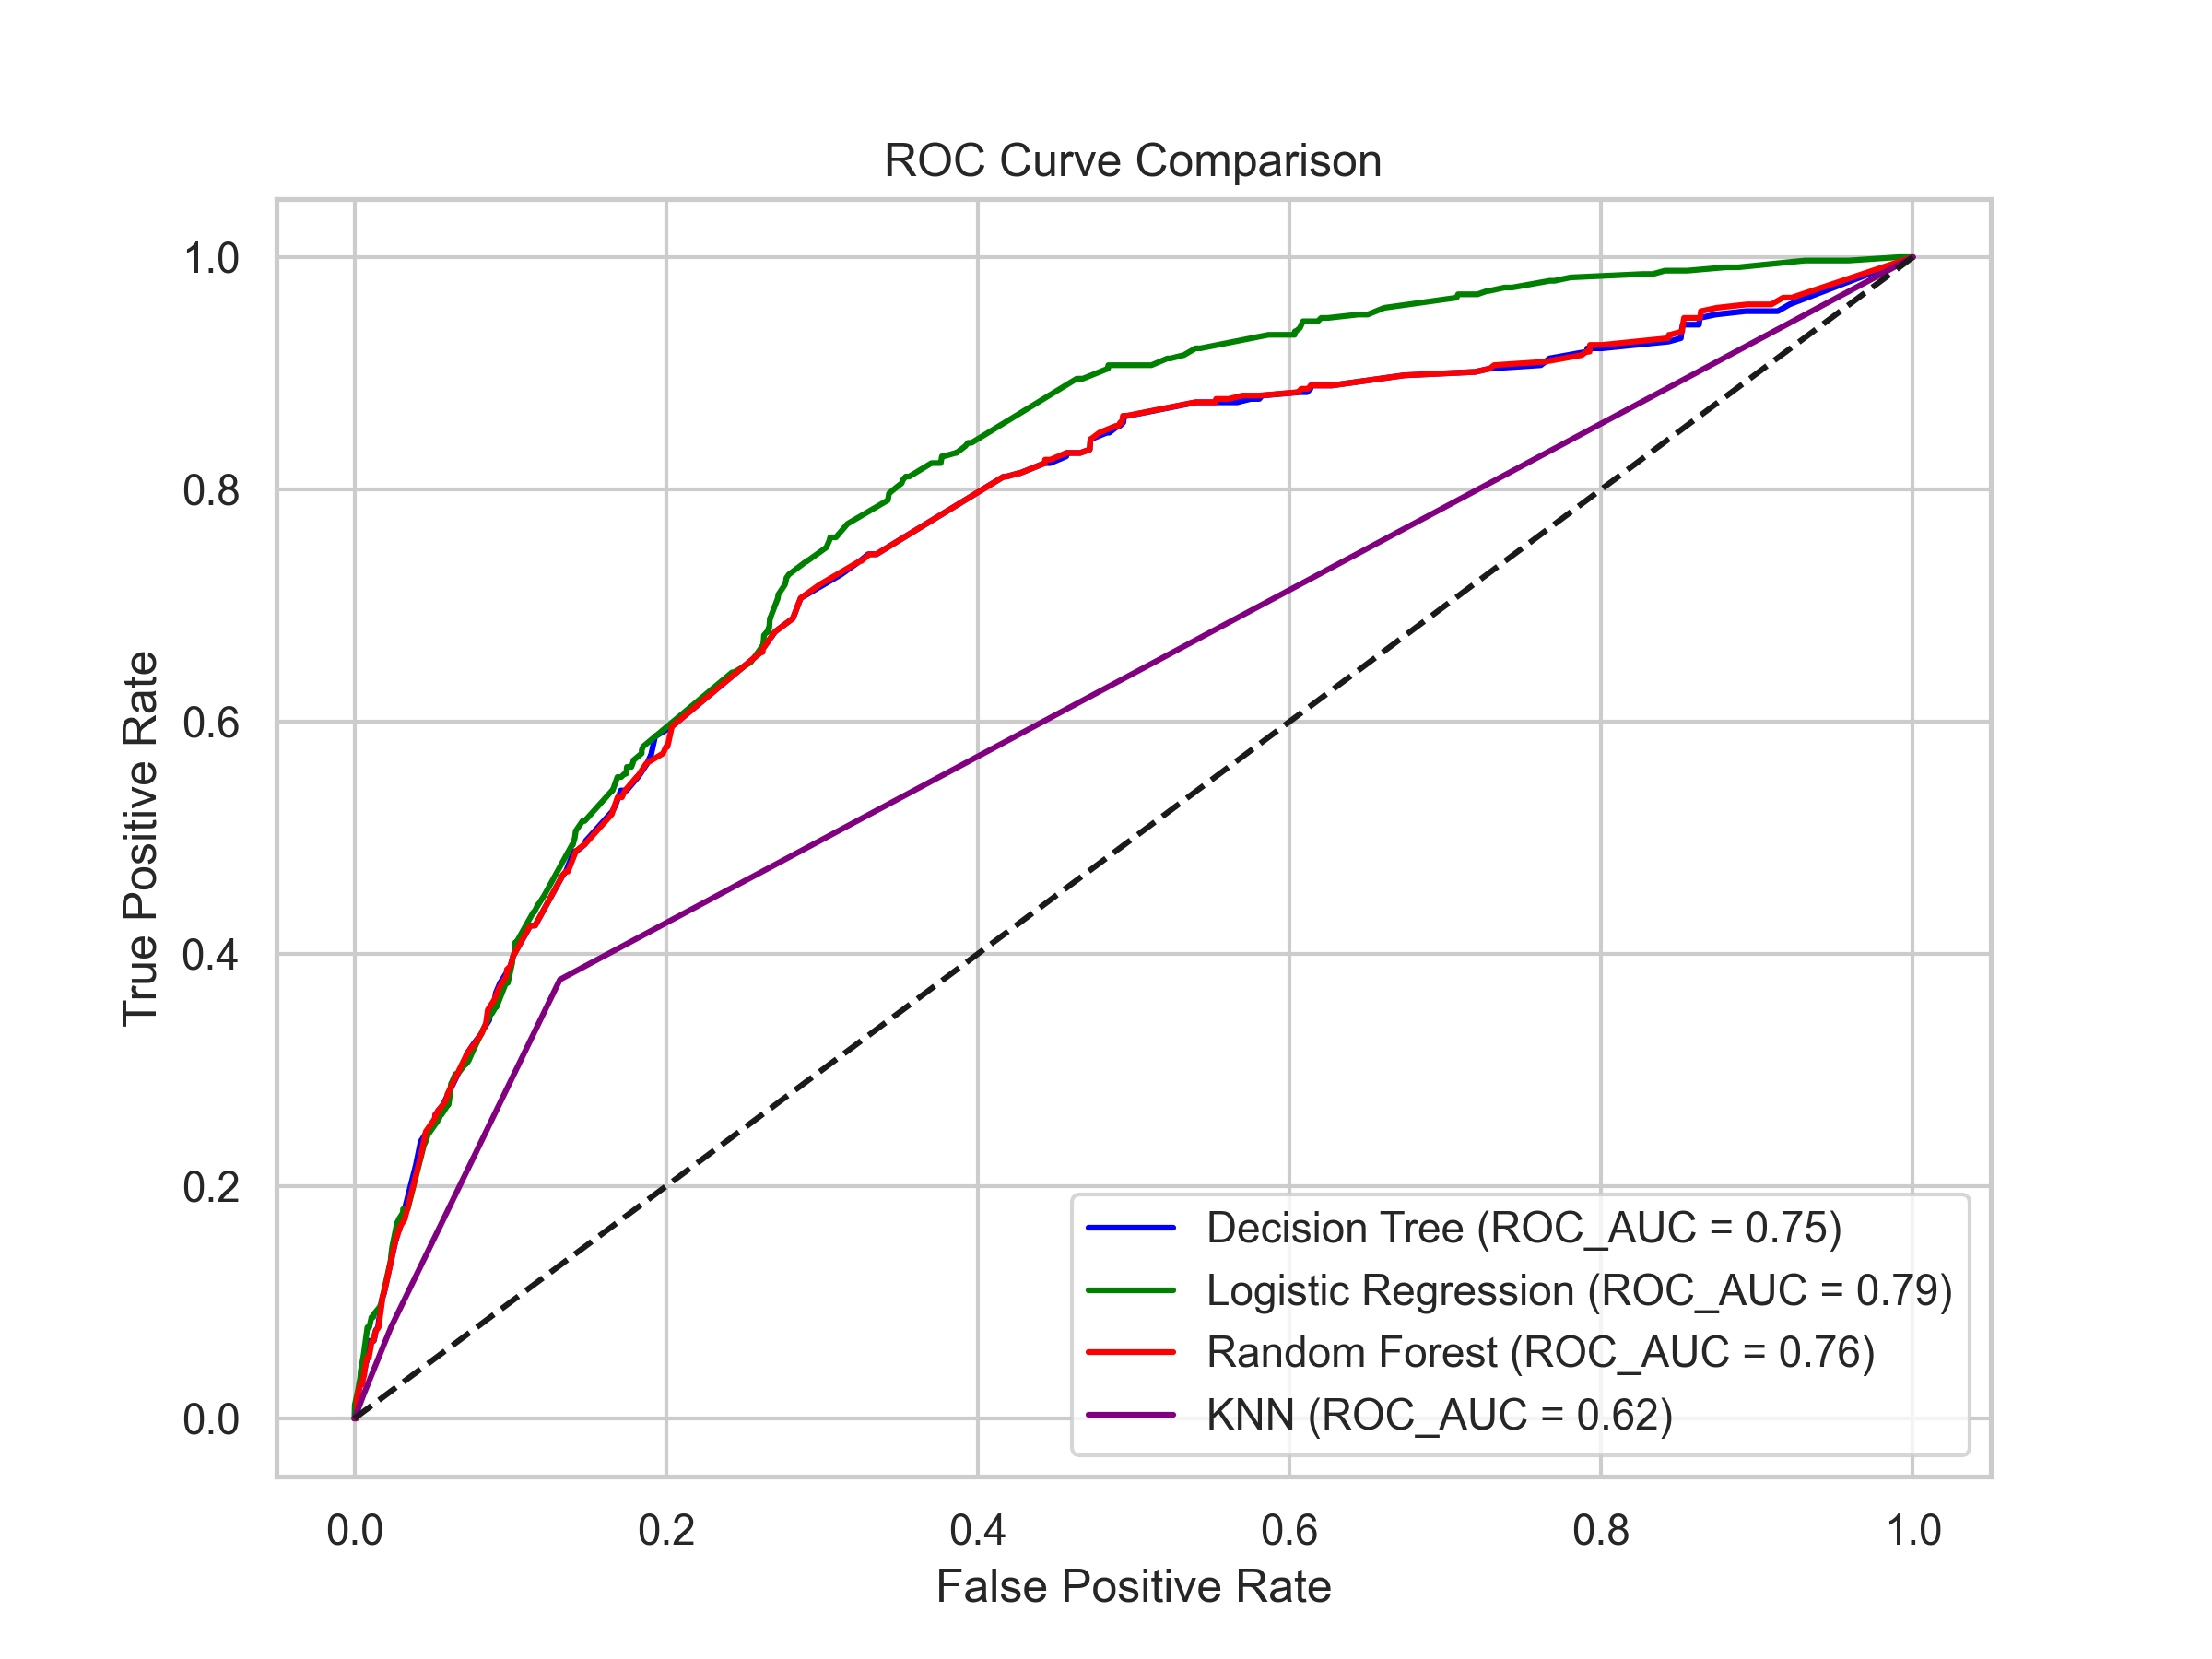 ROC Curve Comparison
1.0
0.8
0.6
0.4
0.2
0.0
True Positive Rate
Decision Tree (ROC_AUC = 0.75)
Logistic Regression (ROC_AUC = 0.79)
Random Forest (ROC_AUC = 0.76)
KNN (ROC_AUC = 0.62)
0.0 0.2 0.4 0.6 0.8 1.0
False Positive Rate